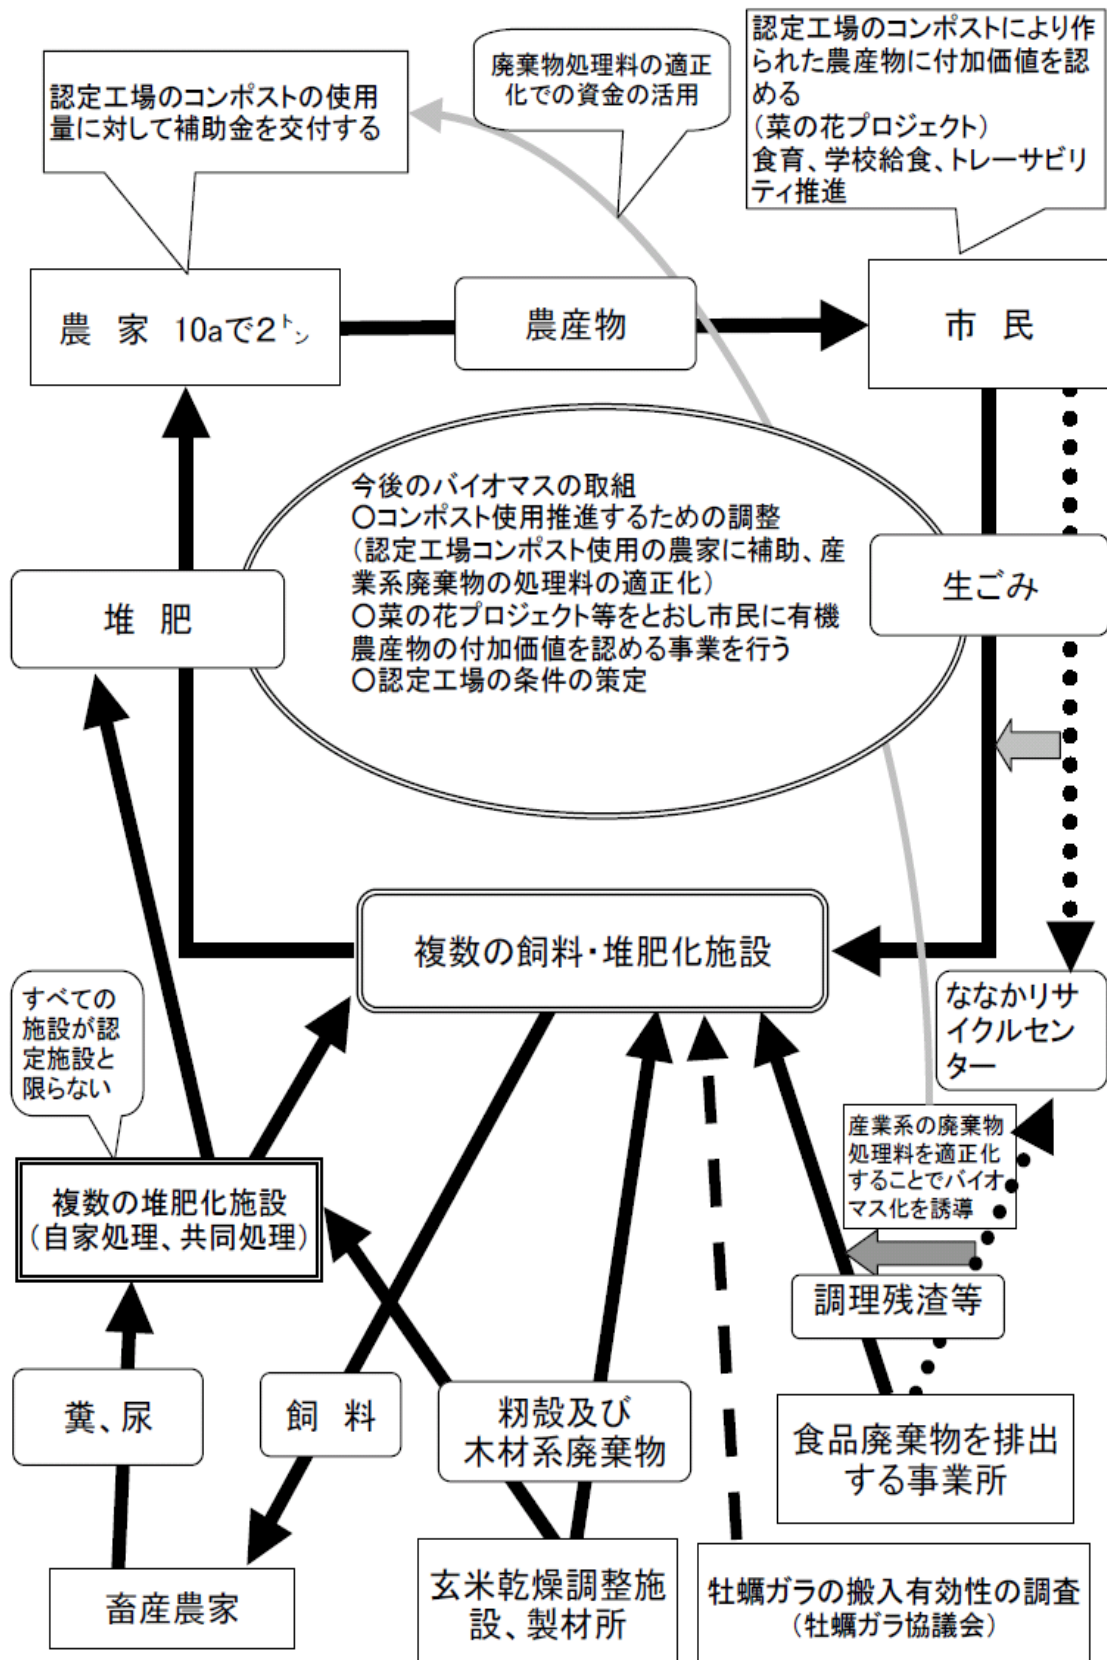 認定工場のコンポストの使用
量に対して補助金を交付する
廃棄物処理料の適正
化での資金の活用
認定工場のコンポストにより作
られた農産物に付加価値を認
める
（菜の花プロジェクト）
食育、学校給食、トレーサビリ
ティ推進
農　家　10aで2㌧
農産物
市　民
今後のバイオマスの取組
○コンポスト使用推進するための調整
（認定工場コンポスト使用の農家に補助、産
業系廃棄物の処理料の適正化）
○菜の花プロジェクト等をとおし市民に有機
農産物の付加価値を認める事業を行う
○認定工場の条件の策定
堆　肥
生ごみ
複数の飼料・堆肥化施設
すべての
施設が認
定施設と
限らない
ななかリサ
イクルセン
ター
産業系の廃棄物
処理料を適正化
することでバイオ
マス化を誘導
複数の堆肥化施設
（自家処理、共同処理）
調理残渣等
糞、尿
飼　料
籾殻及び
木材系廃棄物
食品廃棄物を排出
する事業所
畜産農家
玄米乾燥調整施
設、製材所
牡蠣ガラの搬入有効性の調査
（牡蠣ガラ協議会）